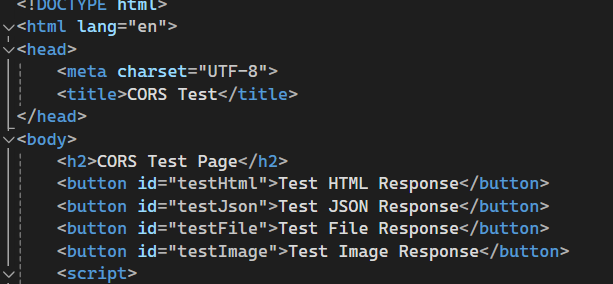 <!DOCTYPE html>
<html lang="en">
<head>
<meta charset="UTF-8">
<title>CORS Test</title>
</head>
<body>
<h2>CORS Test Page</h2>
<button id="testHtml">Test HTML Response</button>
<button id="testJson">Test JSON Response</button>
<button id="testFile">Test File Response</button>
<button id="testImage">Test Image Response</button>
<script>